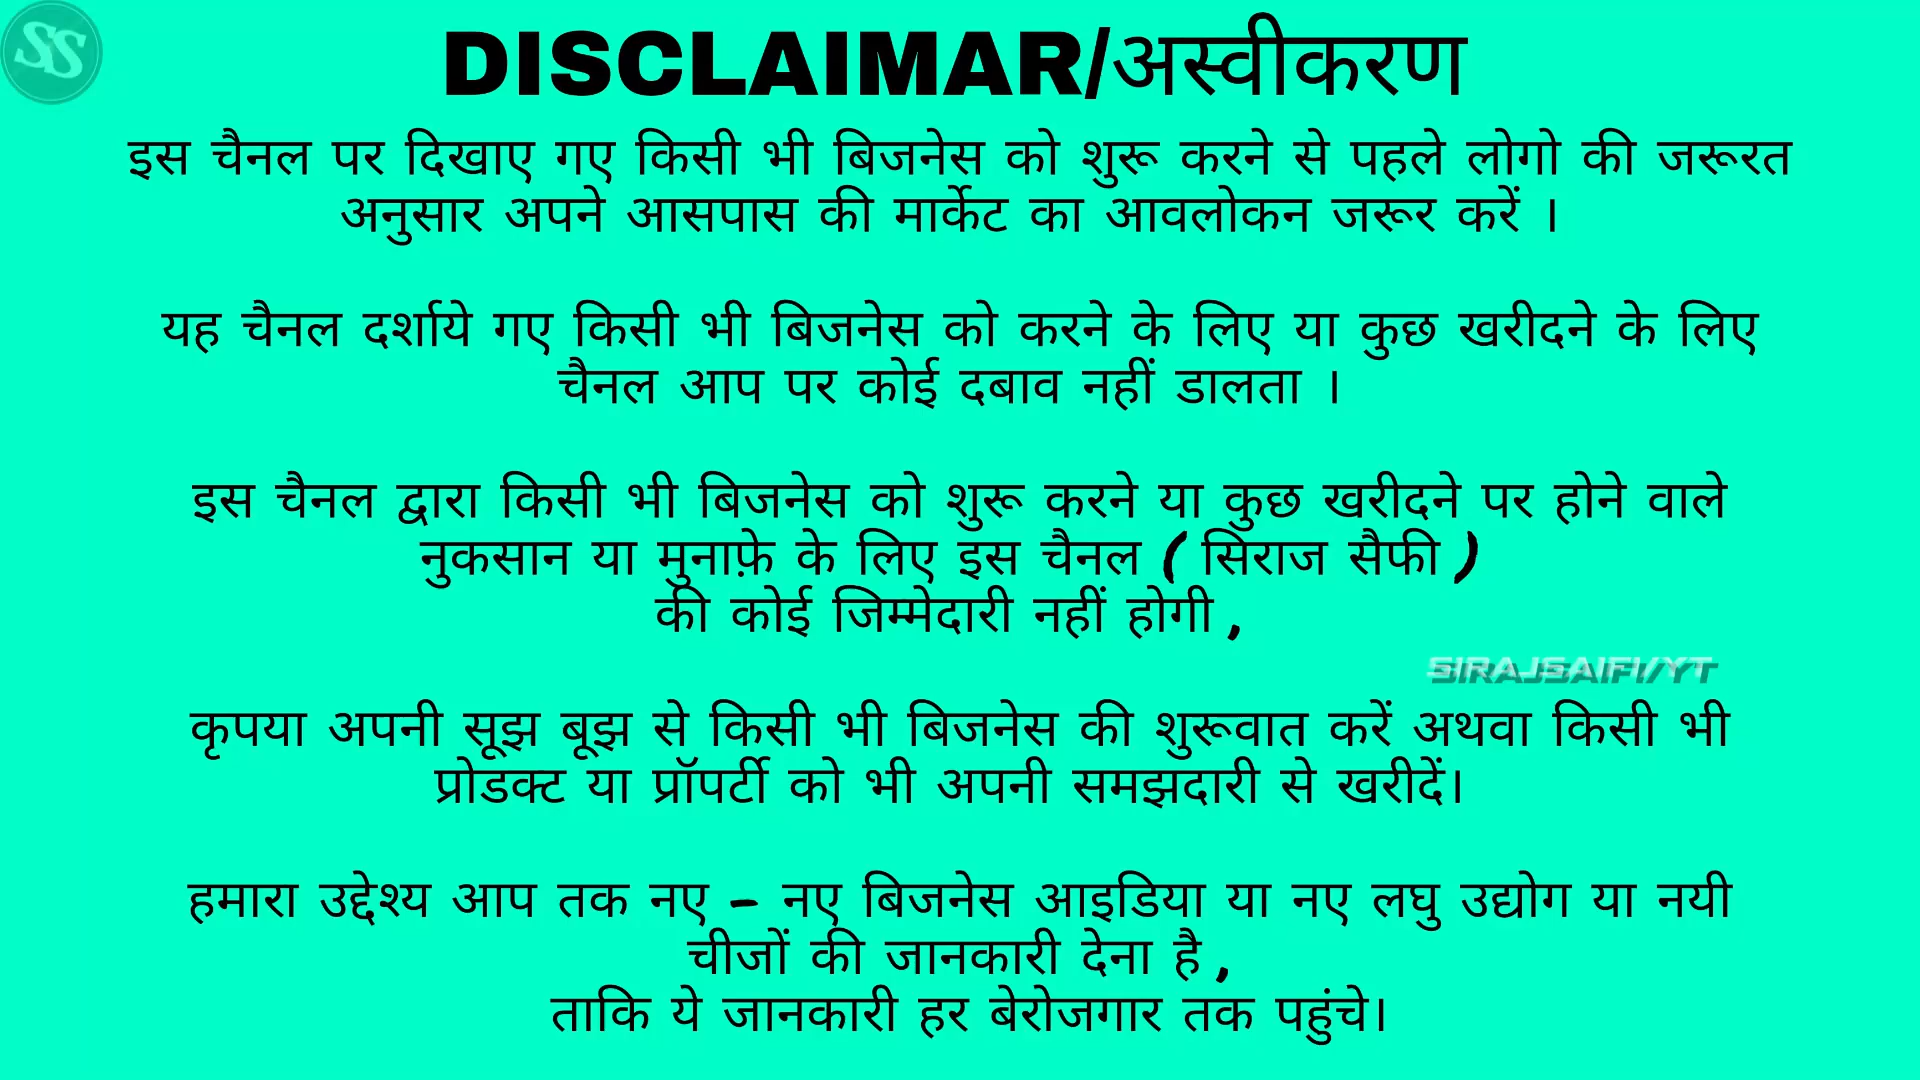 SS
DISCLAIMAR/अस्वीकरण
इस चैनल पर दिखाए गए किसी भी बिजनेस को शुरू करने से पहले लोगो की जरूरत
अनुसार अपने आसपास की मार्केट का आवलोकन जरूर करें ।
यह चैनल दर्शाये गए किसी भी बिजनेस को करने के लिए या कुछ खरीदने के लिए
चैनल आप पर कोई दबाव नहीं डालता ।
इस चैनल द्वारा किसी भी बिजनेस को शुरू करने या कुछ खरीदने पर होने वाले
नुकसान या मुनाफ़े के लिए इस चैनल ( सिराज सैफी )
की कोई जिम्मेदारी नहीं होगी ,
SIRAJSAIFI/YT
कृपया अपनी सूझ बूझ से किसी भी बिजनेस की शुरूवात करें अथवा किसी भी
प्रोडक्ट या प्रॉपर्टी को भी अपनी समझदारी से खरीदें।
हमारा उद्देश्य आप तक नए - नए बिजनेस आइडिया या नए लघु उद्योग या नयी
चीजों की जानकारी देना है ,
ताकि ये जानकारी हर बेरोजगार तक पहुंचे।